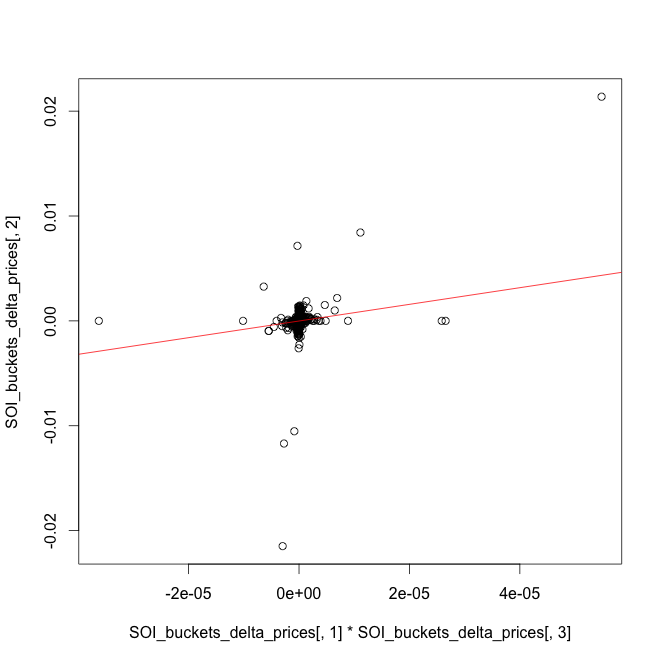 0.02
0.01
0.00
-0.01
-0.02
SOI_buckets_delta_prices[, 2]
-2e-05 0e+00 2e-05 4e-05
SOI_buckets_delta_prices[, 1] * SOI_buckets_delta_prices[, 3]